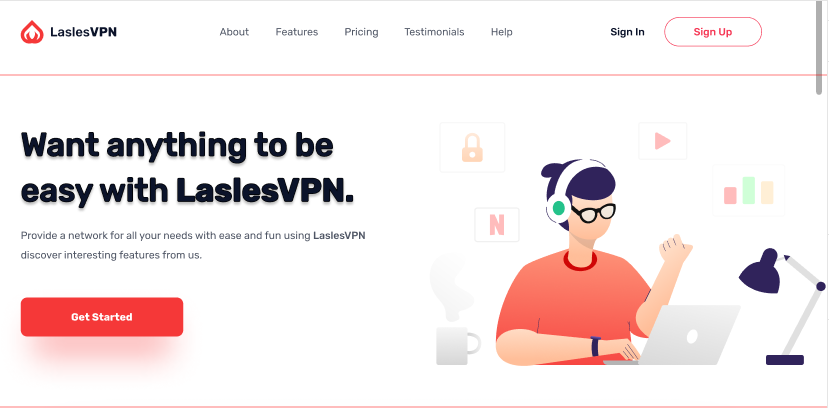 LaslesVPN
About
Features
Pricing
Testimonials
Help
Sign In
Sign Up
Want anything to be
easy with LaslesVPN.
Provide a network for all your needs with ease and fun using LaslesVPN
discover interesting features from us.
Get Started
N